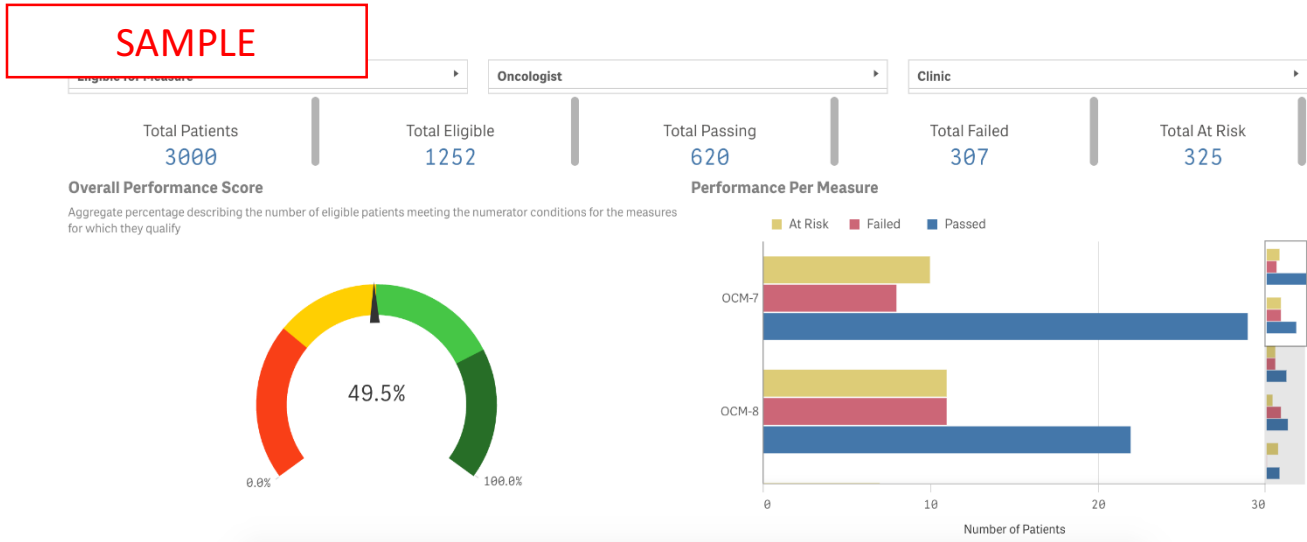 SAMPLE
Eligible for Measure
Oncologist
Clinic
Total Patients
3000
Total Eligible
1252
Total Passing
620
Total Failed
307
Total At Risk
325
Overall Performance Score
Aggregate percentage describing the number of eligible patients meeting the numerator conditions for the measures
for which they qualify
49.5%
0.0%
100.0%
Performance Per Measure
At Risk
Failed
Passed
OCM-7
OCM-8
0
10
20
30
Number of Patients